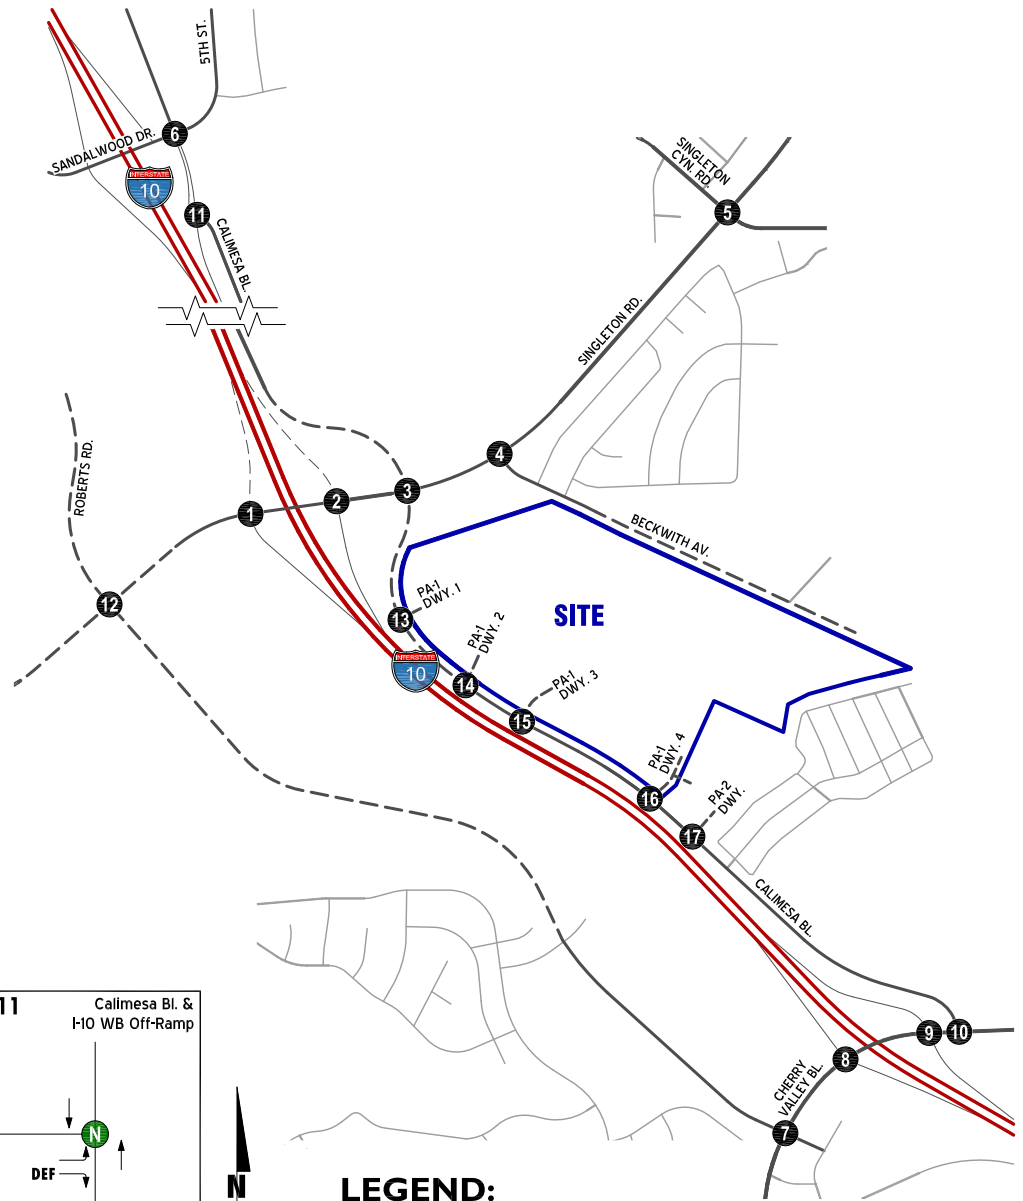 5TH ST.
6
SANDALWOOD DR.
INTERSTATE
10
11
CALIMESA BL.
SINGLETON
CYN. RD.
5
SINGLETON RD.
ROBERTS RD.
4
3
2
1
BECKWITH AV.
12
13
PA-1
DWY. 1
SITE
PA-1
DWY. 2
INTERSTATE
10
14
PA-1
DWY. 3
15
PA-1
DWY. 4
16
PA-2
DWY.
17
CALIMESA BL.
9
10
8
CHERRY
VALLEY BL.
7
11
Calimesa Bl. &
I-10 WB Off-Ramp
N
DEF
N
LEGEND: